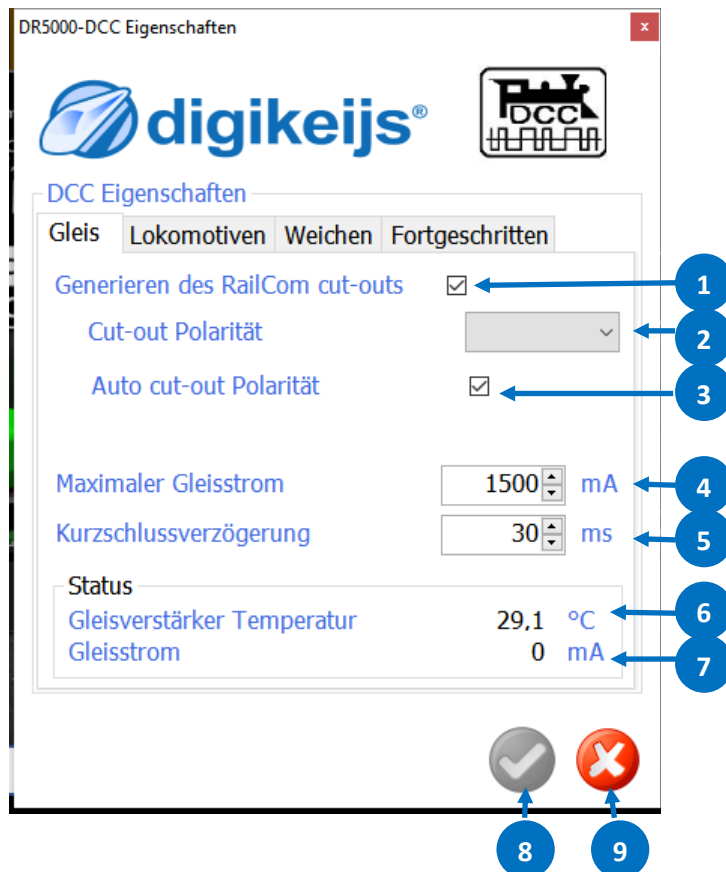 DR5000-DCC Eigenschaften x
digikeijs®
DCC
DCC Eigenschaften
Gleis Lokomotiven Weichen Fortgeschritten
Generieren des RailCom cut-outs 1
Cut-out Polarität 2
Auto cut-out Polarität 3
Maximaler Gleisstrom 1500 mA 4
Kurzschlussverzögerung 30 ms 5
Status
Gleisverstärker Temperatur 29,1 °C 6
Gleisstrom 0 mA 7
8 9